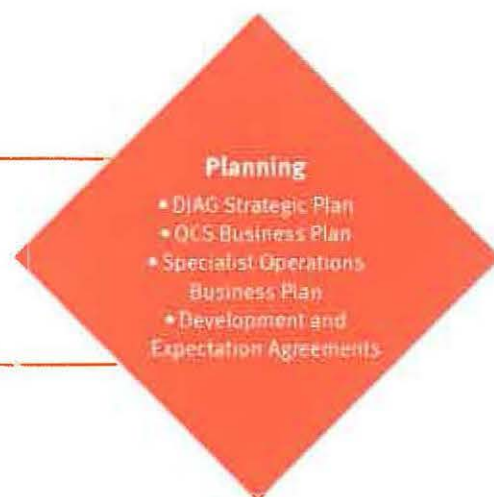 Planning
• DJAG Strategic Plan
• QCS Business Plan
• Specialist Operations
Business Plan
• Development and
Expectation Agreements